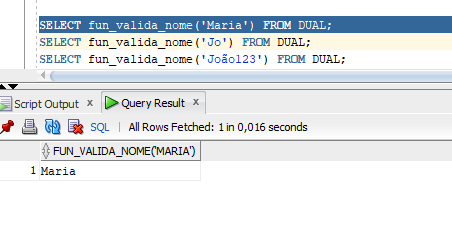 SELECT fun_valida_nome('Maria') FROM DUAL;
SELECT fun_valida_nome('Jo') FROM DUAL;
SELECT fun_valida_nome('João123') FROM DUAL;
Script Output x Query Result x
SQL | All Rows Fetched: 1 in 0,016 seconds
FUN_VALIDA_NOME('MARIA')
1 Maria